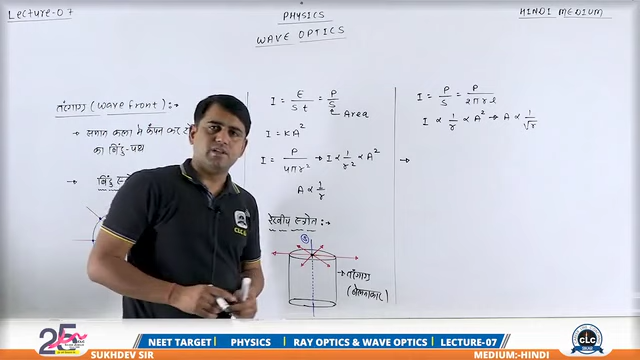 Lecture-07
PHYSICS
HINDI MEDIUM
WAVE OPTICS
तरंगाग्र (Wave front):-
→ समान कला में कंपन कर
का बिंदु-पथ
→ बिंदु
I = E/St = P/S
Area
I = KA²
I = P/4πr² → I ∝ 1/r² ∝ A²
A ∝ 1/r
रेखीय स्त्रोत:-
S
→ तरंगाग्र
(बेलनाकार)
I = P/S = P/2πrl
I ∝ 1/r ∝ A² → A ∝ 1/√r
→
CLC
25
NEET TARGET PHYSICS RAY OPTICS & WAVE OPTICS LECTURE-07
SUKHDEV SIR MEDIUM:-HINDI
CLC